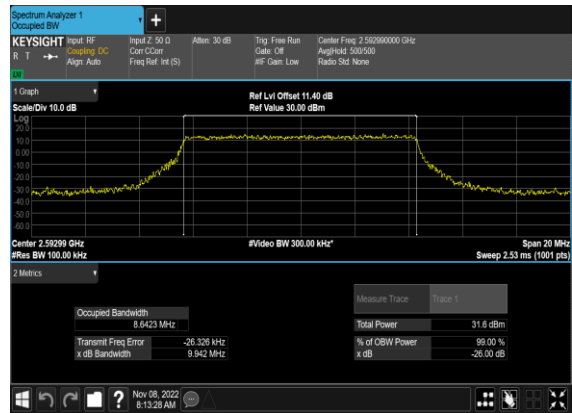 Spectrum Analyzer 1
Occupied BW
KEYSIGHT
R T
LW
Input: RF
Coupling: DC
Align: Auto
Input Z: 50 Ω
Corr CCorr
Freq Ref: Int (S)
Atten: 30 dB
Trig: Free Run
Gate: Off
#IF Gain: Low
Center Freq: 2.592990000 GHz
Avg|Hold: 500/500
Radio Std: None
1 Graph
Scale/Div 10.0 dB
Ref Lvl Offset 11.40 dB
Ref Value 30.00 dBm
Log
20.0
10.0
0.00
-10.0
-20.0
-30.0
-40.0
-50.0
-60.0
Center 2.59299 GHz
#Video BW 300.00 kHz*
Span 20 MHz
#Res BW 100.00 kHz
Sweep 2.53 ms (1001 pts)
2 Metrics
Measure Trace Trace 1
Occupied Bandwidth
8.6423 MHz
Total Power 31.6 dBm
Transmit Freq Error -26.326 kHz
% of OBW Power 99.00 %
x dB Bandwidth 9.942 MHz
x dB -26.00 dB
Nov 08, 2022
8:13:28 AM